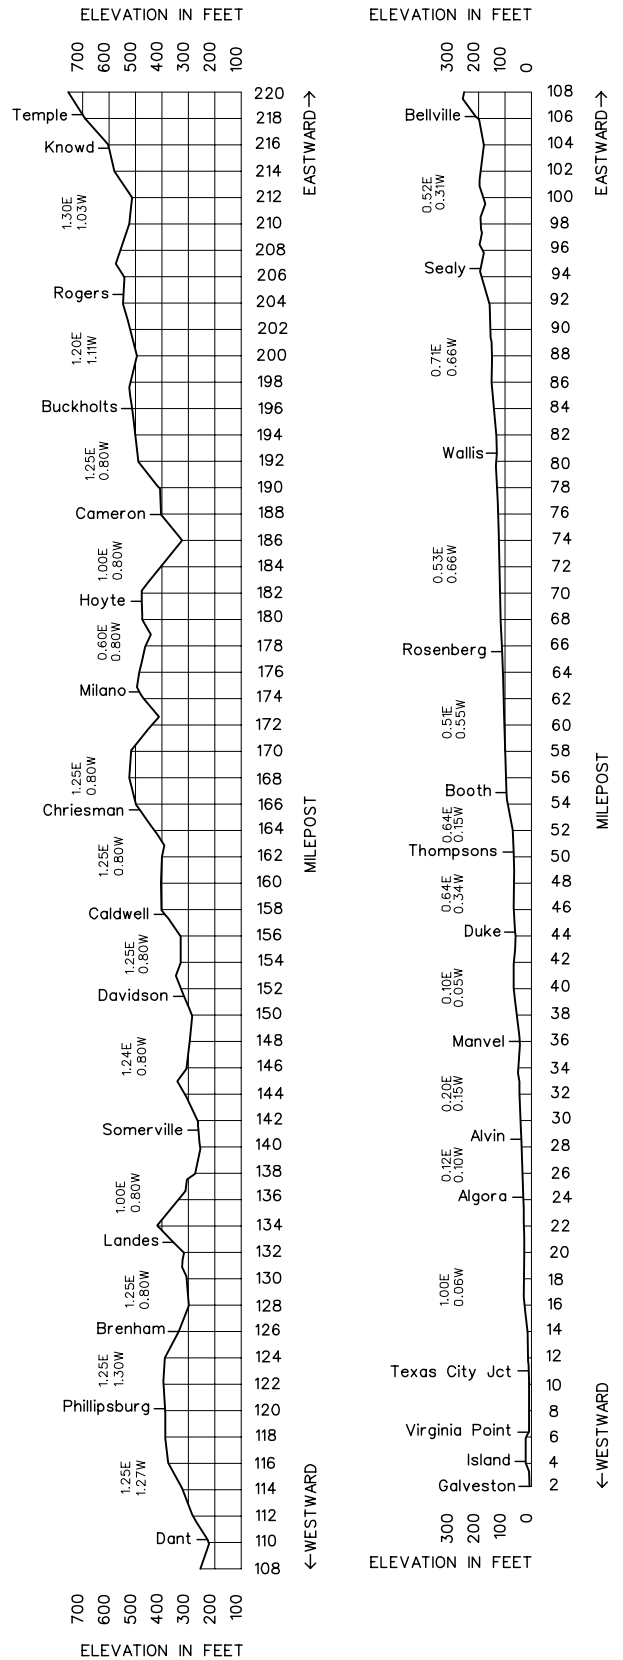 ELEVATION IN FEET
700 600 500 400 300 200 100
220
Temple 218
Knowd 216
214
212
1.30E
1.03W
210
208
206
Rogers 204
202
1.20E
1.11W
200
198
Buckholts 196
194
1.25E
0.80W
192
190
Cameron 188
186
1.00E
0.80W
184
Hoyte 182
180
0.60E
0.80W
178
176
Milano 174
172
170
1.25E
0.80W
168
Chriesman 166
164
1.25E
0.80W
162
160
Caldwell 158
156
1.25E
0.80W
154
Davidson 152
150
1.24E
0.80W
148
146
144
142
Somerville 140
138
1.00E
0.80W
136
134
Landes 132
1.25E
0.80W
130
128
Brenham 126
1.25E
1.30W
124
122
Phillipsburg 120
118
116
1.25E
1.27W
114
112
Dant 110
108
EASTWARD→
MILEPOST
←WESTWARD
700 600 500 400 300 200 100
ELEVATION IN FEET
ELEVATION IN FEET
300 200 100 0
108
Bellville 106
104
102
0.52E
0.31W
100
98
96
Sealy 94
92
90
0.71E
0.66W
88
86
84
82
Wallis 80
78
76
74
0.53E
0.66W
72
70
68
Rosenberg 66
64
62
0.51E
0.55W
60
58
56
Booth 54
0.64E
0.15W
52
Thompsons 50
48
0.64E
0.34W
46
Duke 44
42
0.10E
0.05W
40
38
Manvel 36
34
0.20E
0.15W
32
30
Alvin 28
0.12E
0.10W
26
Algora 24
22
20
1.00E
0.06W
18
16
14
12
Texas City Jct 10
8
Virginia Point 6
Island 4
Galveston 2
EASTWARD→
MILEPOST
←WESTWARD
300 200 100 0
ELEVATION IN FEET